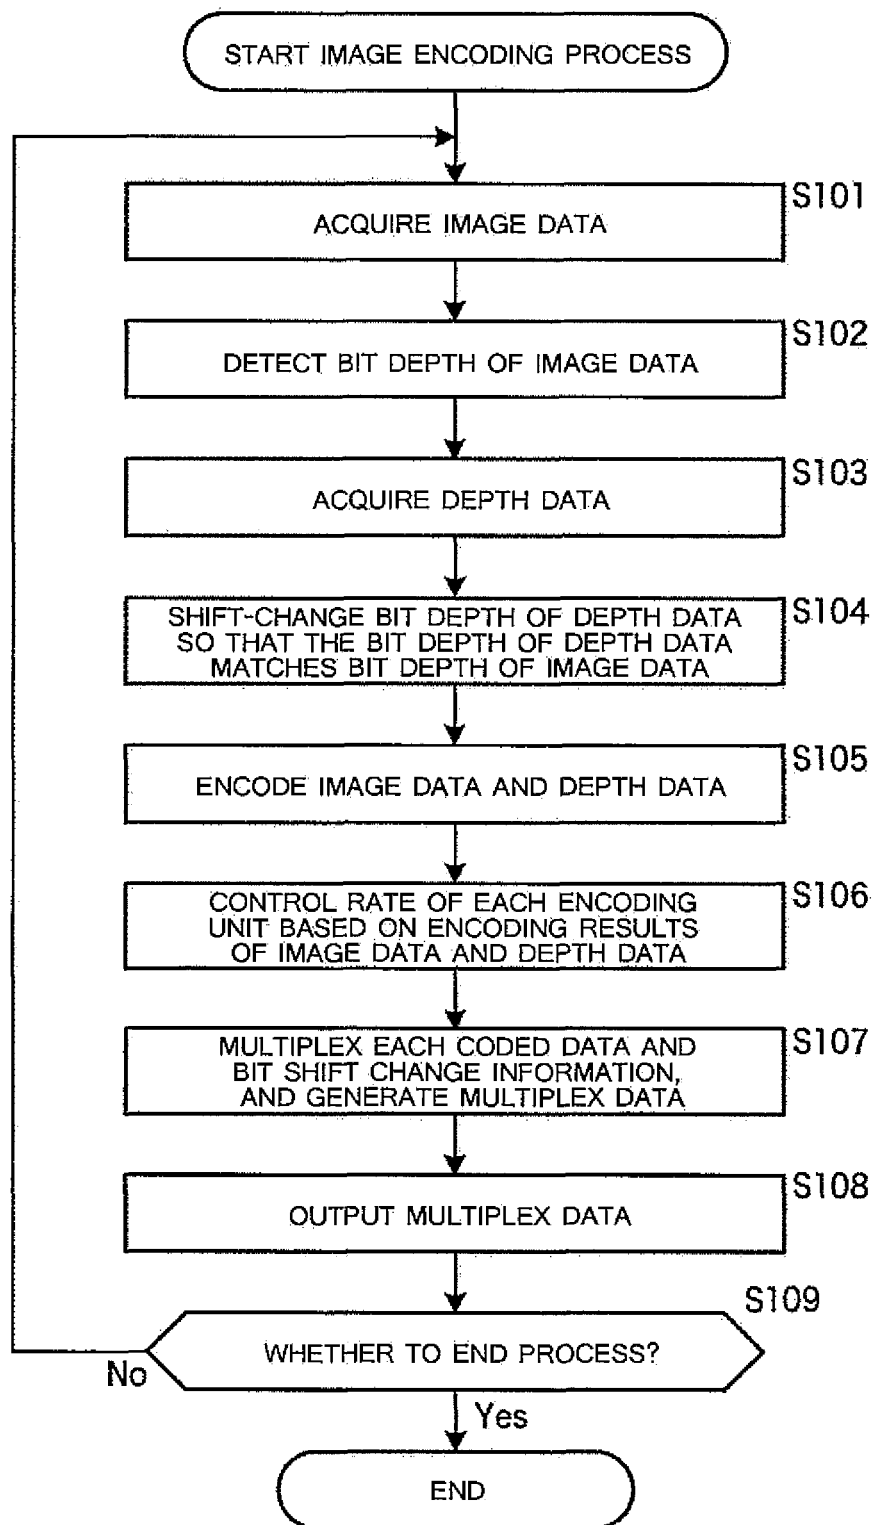 START IMAGE ENCODING PROCESS
S101
ACQUIRE IMAGE DATA
S102
DETECT BIT DEPTH OF IMAGE DATA
S103
ACQUIRE DEPTH DATA
S104
SHIFT-CHANGE BIT DEPTH OF DEPTH DATA
SO THAT THE BIT DEPTH OF DEPTH DATA
MATCHES BIT DEPTH OF IMAGE DATA
S105
ENCODE IMAGE DATA AND DEPTH DATA
S106
CONTROL RATE OF EACH ENCODING
UNIT BASED ON ENCODING RESULTS
OF IMAGE DATA AND DEPTH DATA
S107
MULTIPLEX EACH CODED DATA AND
BIT SHIFT CHANGE INFORMATION,
AND GENERATE MULTIPLEX DATA
S108
OUTPUT MULTIPLEX DATA
S109
WHETHER TO END PROCESS?
No
Yes
END